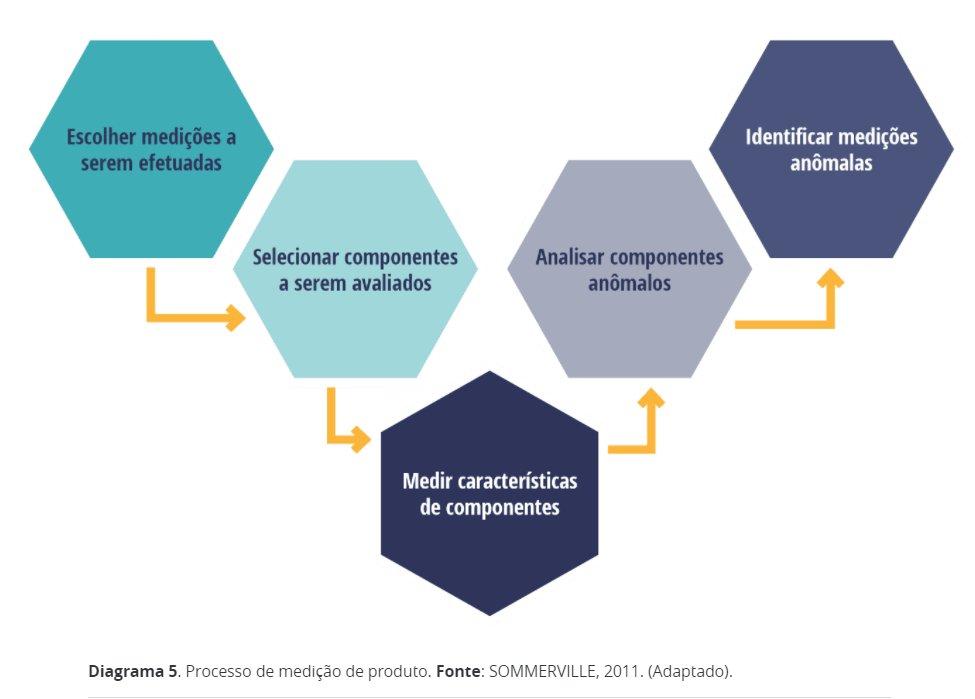 Escolher medições a
serem efetuadas
Selecionar componentes
a serem avaliados
Medir características
de componentes
Analisar componentes
anômalos
Identificar medições
anômalas
Diagrama 5. Processo de medição de produto. Fonte: SOMMERVILLE, 2011. (Adaptado).